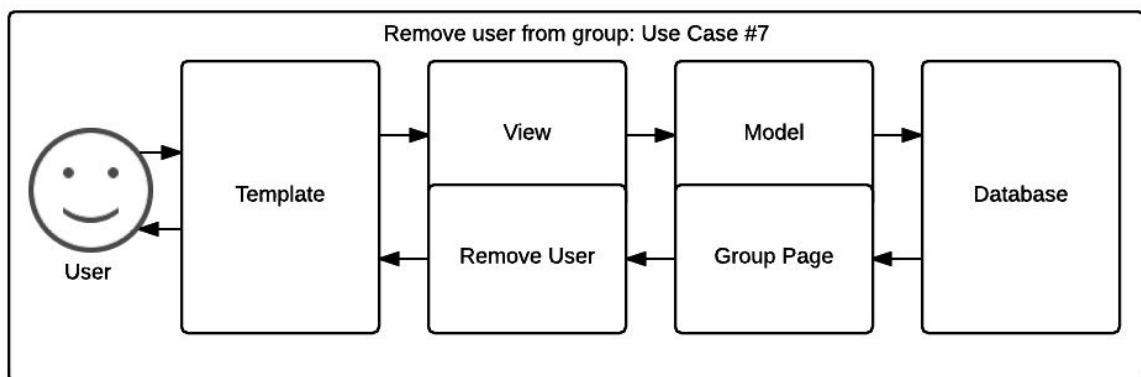 Remove user from group: Use Case #7
View
Model
Template
Database
Remove User
Group Page
User